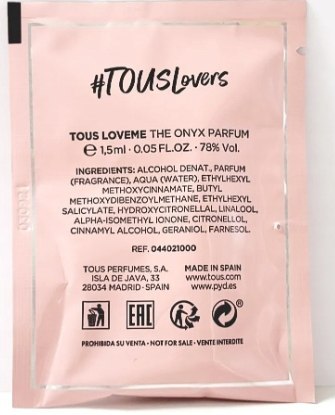 #TOUSLovers
TOUS LOVEME THE ONYX PARFUM
℮ 1,5ml · 0.05 FL.OZ. · 78% Vol.
INGREDIENTS: ALCOHOL DENAT., PARFUM
(FRAGRANCE), AQUA (WATER), ETHYLHEXYL
METHOXYCINNAMATE, BUTYL
METHOXYDIBENZOYLMETHANE, ETHYLHEXYL
SALICYLATE, HYDROXYCITRONELLAL, LINALOOL,
ALPHA-ISOMETHYL IONONE, CITRONELLOL,
CINNAMYL ALCOHOL, GERANIOL, FARNESOL.
REF. 044021000
TOUS PERFUMES, S.A.
ISLA DE JAVA, 33
28034 MADRID · SPAIN
MADE IN SPAIN
www.tous.com
www.pyd.es
EAC
PROHIBIDA SU VENTA · NOT FOR SALE · VENTE INTERDITE